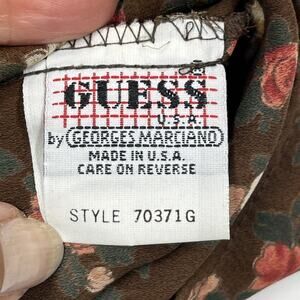 GUESS
U.S.A.
by GEORGES MARCIANO
MADE IN U.S.A.
CARE ON REVERSE
STYLE 70371G